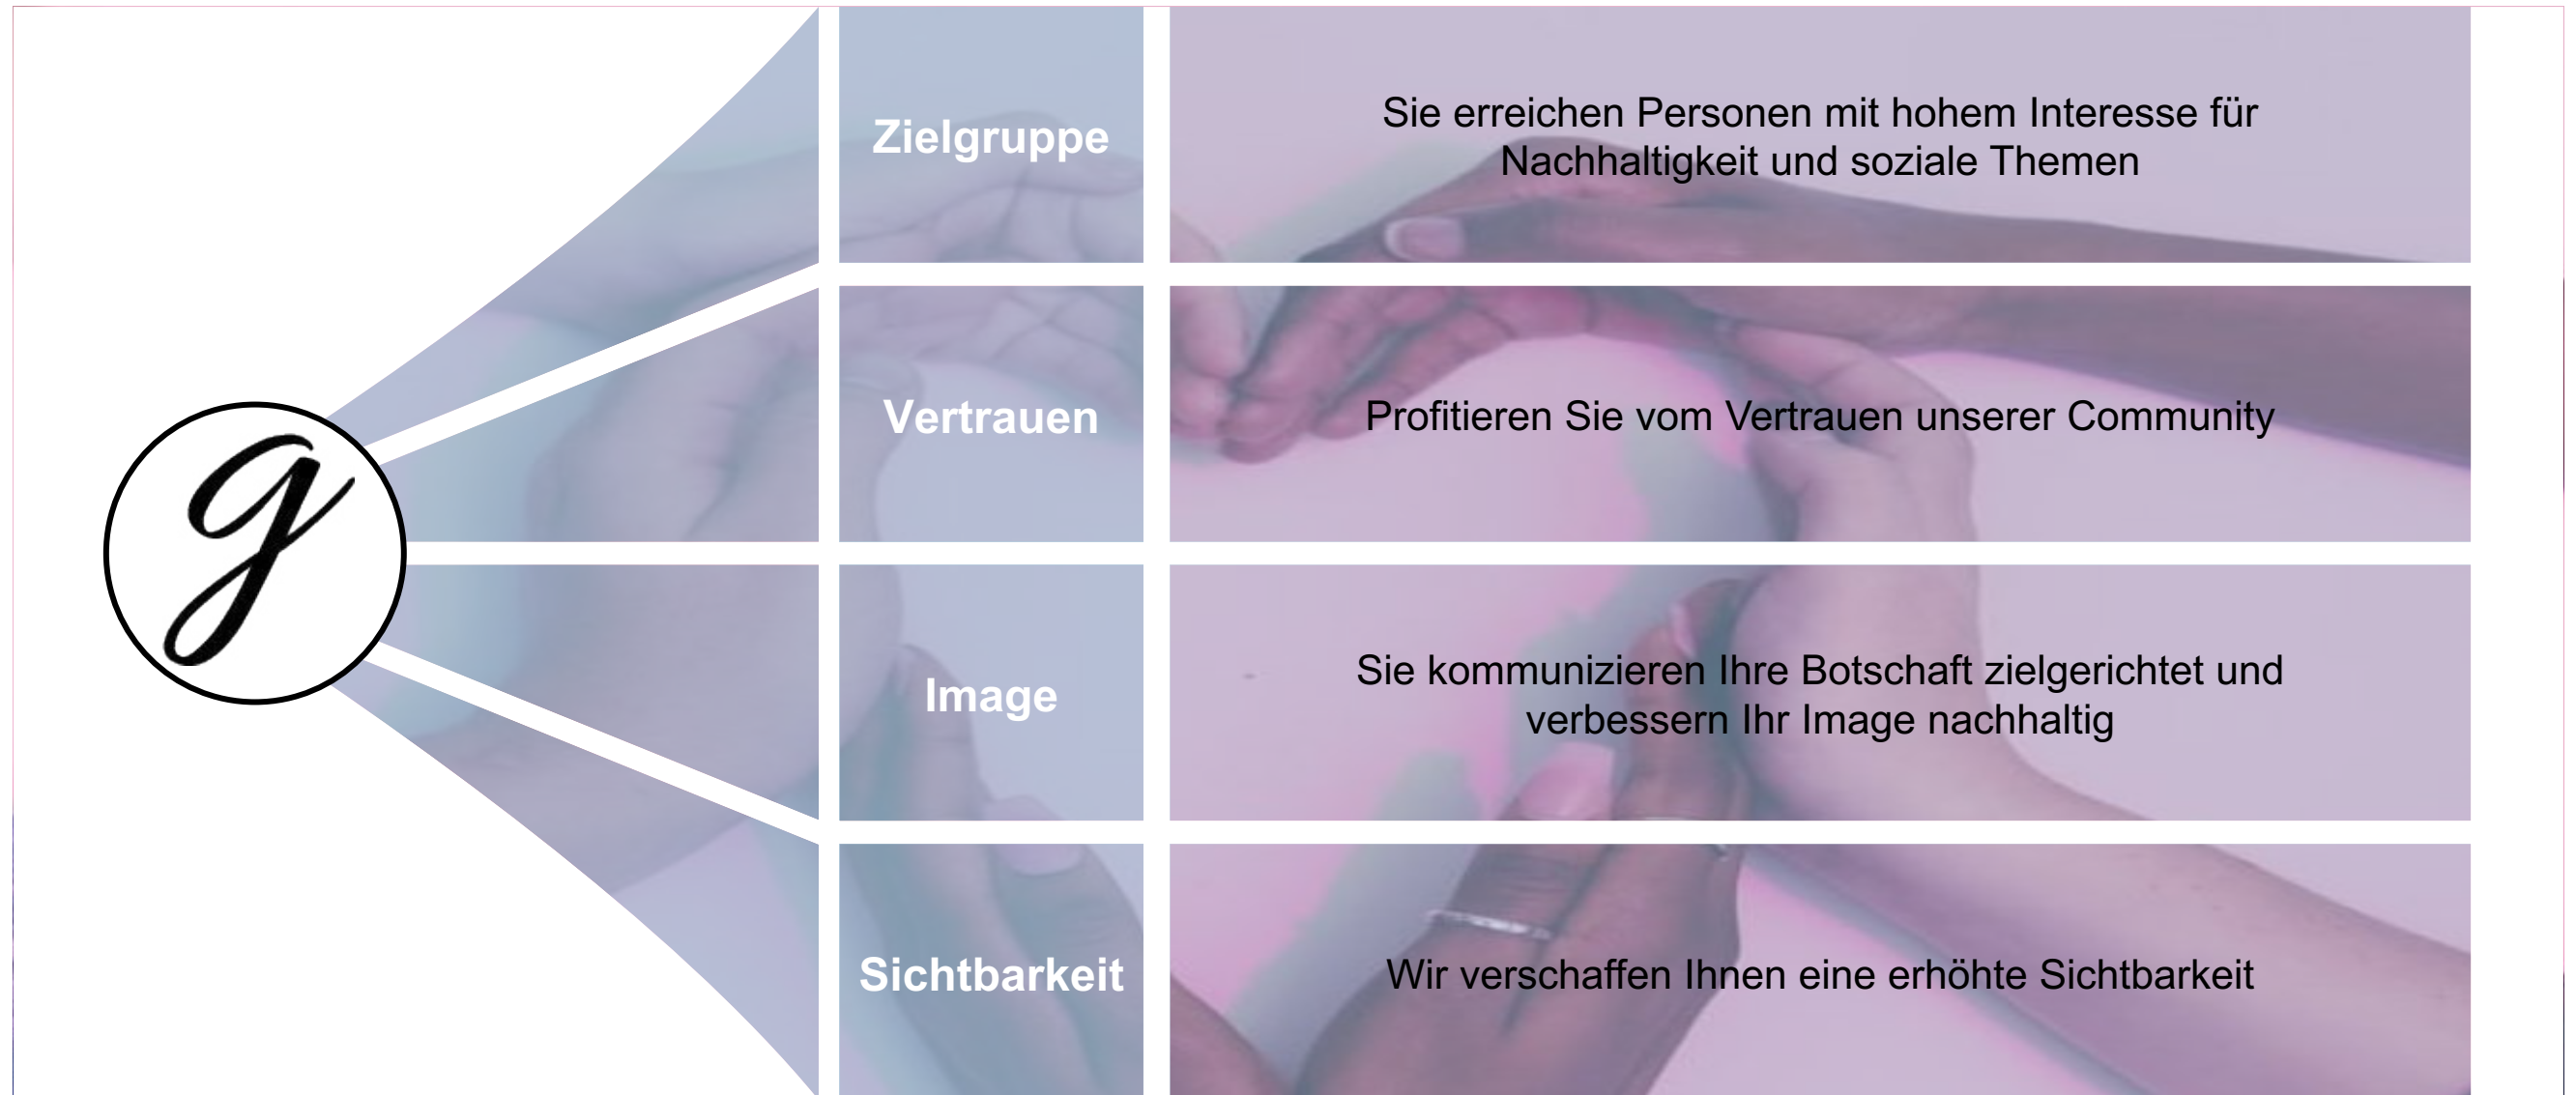 g
Zielgruppe
Sie erreichen Personen mit hohem Interesse für
Nachhaltigkeit und soziale Themen
Vertrauen
Profitieren Sie vom Vertrauen unserer Community
Image
Sie kommunizieren Ihre Botschaft zielgerichtet und
verbessern Ihr Image nachhaltig
Sichtbarkeit
Wir verschaffen Ihnen eine erhöhte Sichtbarkeit